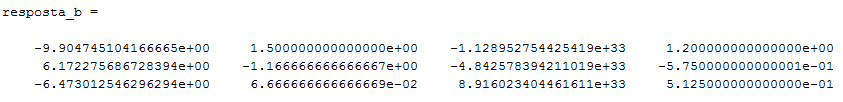 resposta_b =
-9.904745104166665e+00 1.500000000000000e+00 -1.128952754425419e+33 1.200000000000000e+00
6.172275686728394e+00 -1.166666666666667e+00 -4.842578394211019e+33 -5.750000000000001e-01
-6.473012546296294e+00 6.666666666666669e-02 8.916023404461611e+33 5.125000000000000e-01